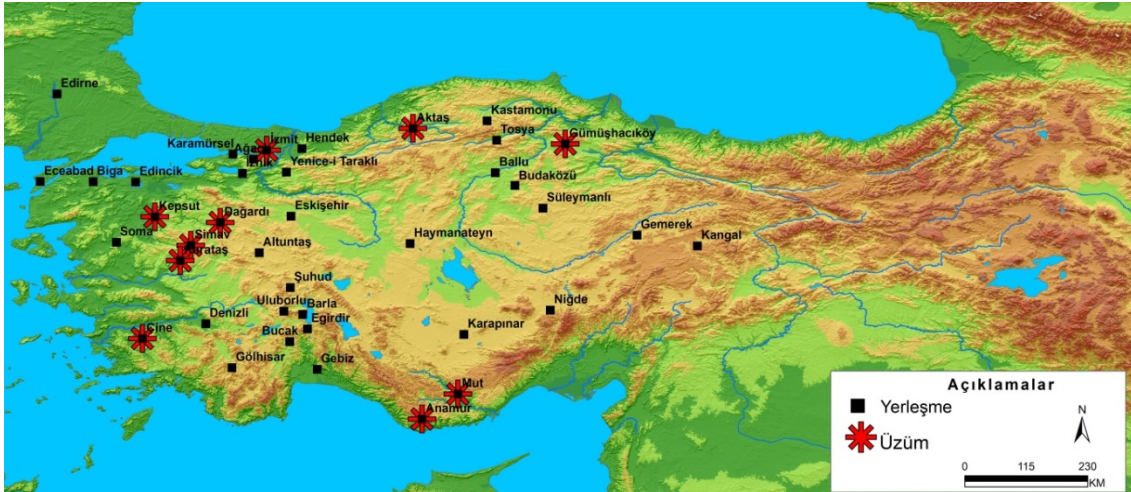 Edirne
Kastamonu
Aktaş
Tosya
Gümüşhacıköy
İzmit
Hendek
Karamürsel
İznik
Yenice-i Taraklı
Ballu
Budaközü
Eceabad
Biga
Edincik
Süleymanlı
Kepsut
Dağardı
Eskişehir
Gemerek
Soma
Simav
Altuntaş
Haymanateyn
Kangal
Şuhud
Uluborlu
Barla
Niğde
Denizli
Egirdir
Çine
Bucak
Karapınar
Gölhisar
Gebiz
Mut
Anamur
Açıklamalar
Yerleşme
Üzüm
N
0 115 230
KM